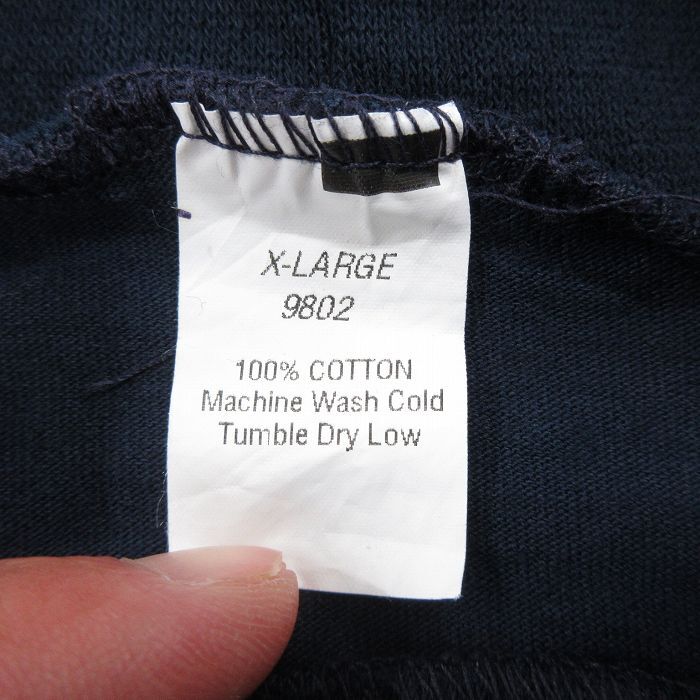 X-LARGE
9802
100% COTTON
Machine Wash Cold
Tumble Dry Low